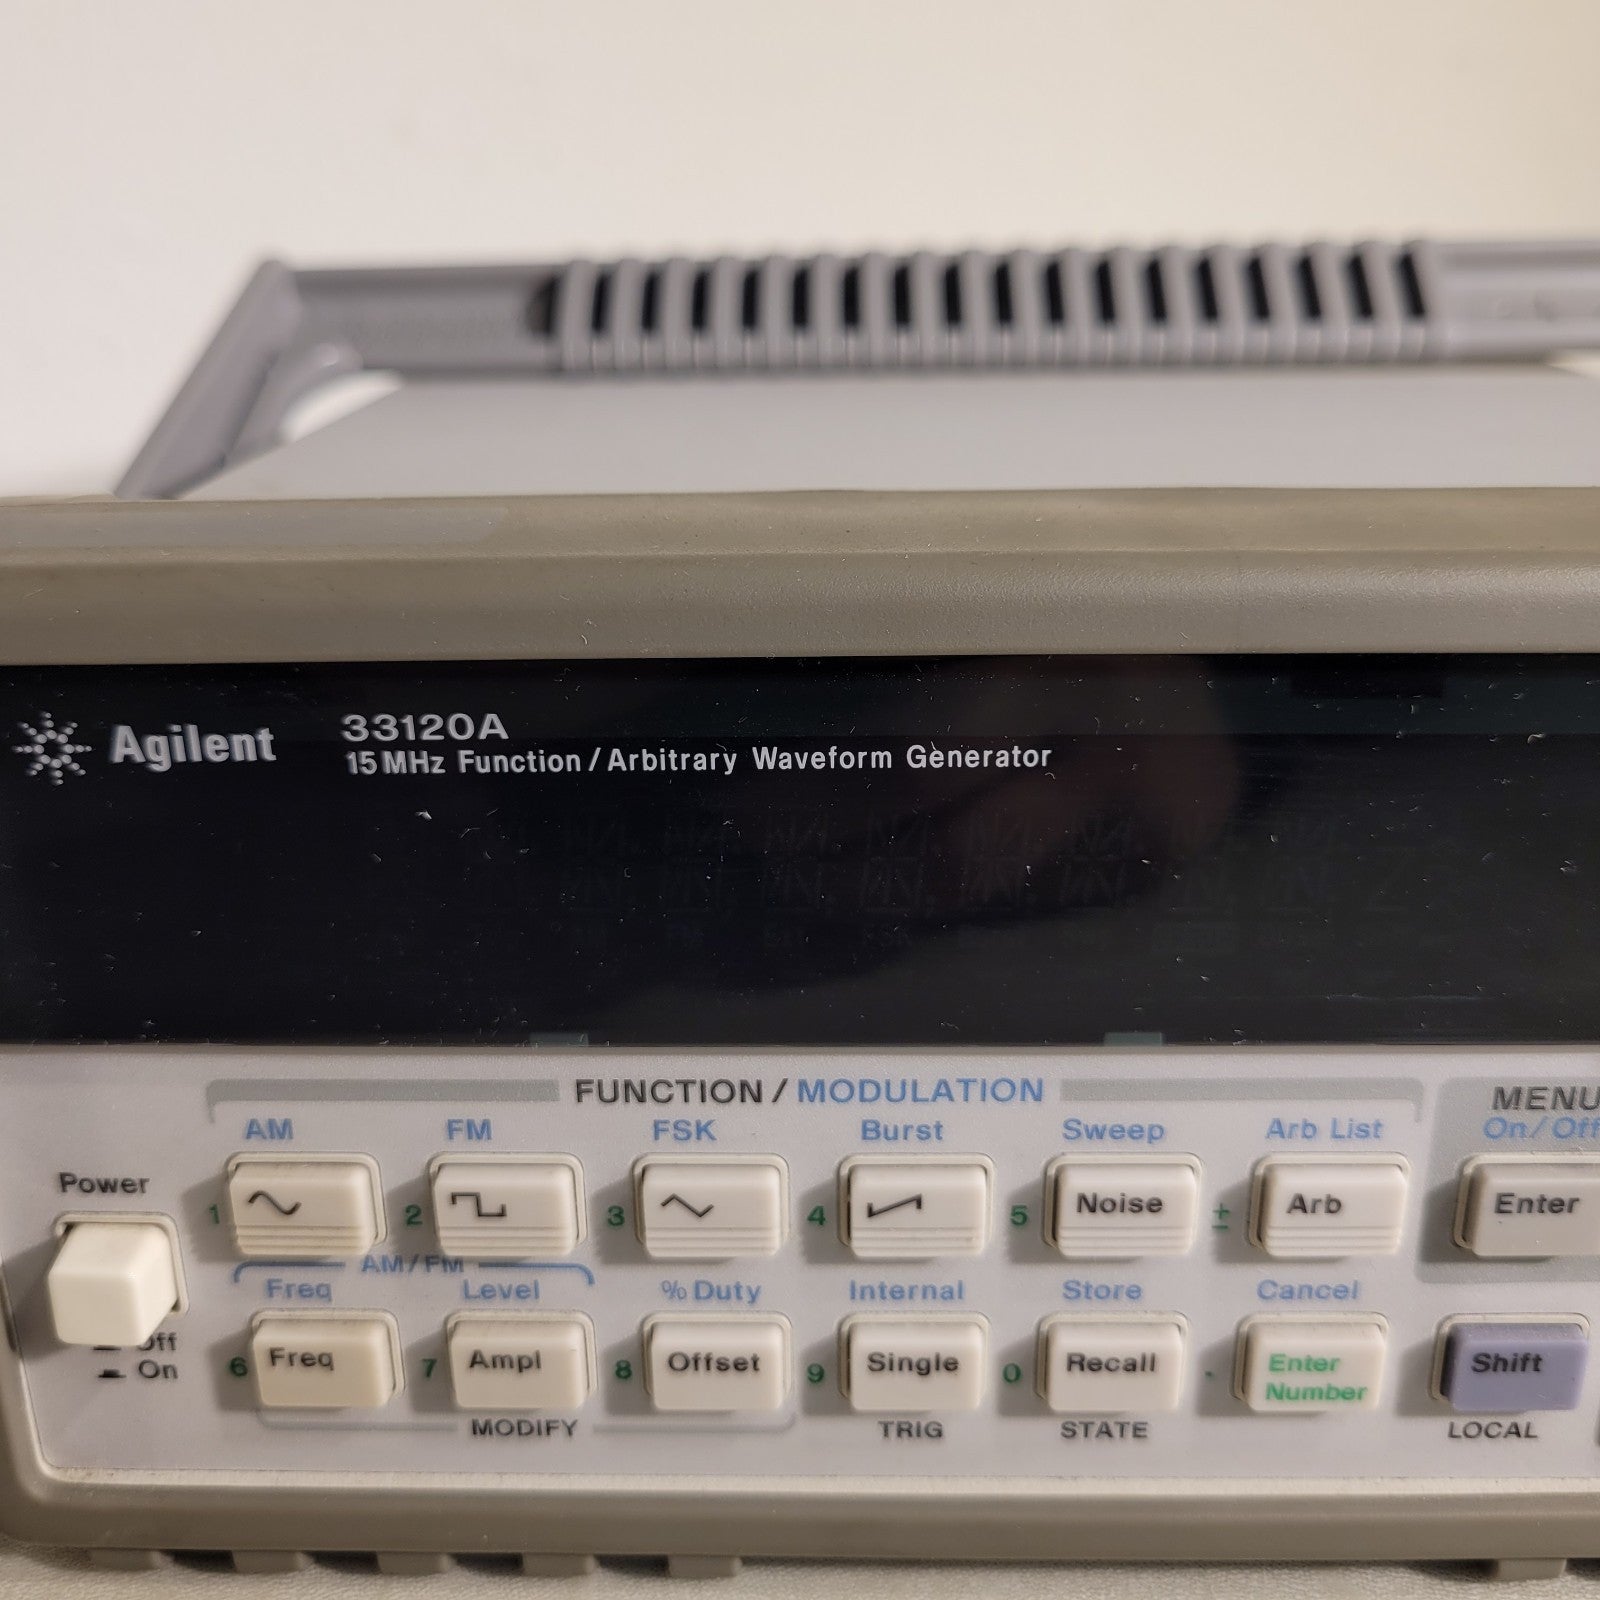 Agilent
33120A
15 MHz Function / Arbitrary Waveform Generator
FUNCTION / MODULATION
MENU
AM FM FSK Burst Sweep Arb List On/Off
Power
1 2 3 4 5 Noise ± Arb Enter
AM/FM
Freq Level % Duty Internal Store Cancel
Off
On
6 Freq 7 Ampl 8 Offset 9 Single 0 Recall . Enter Number Shift
MODIFY TRIG STATE LOCAL